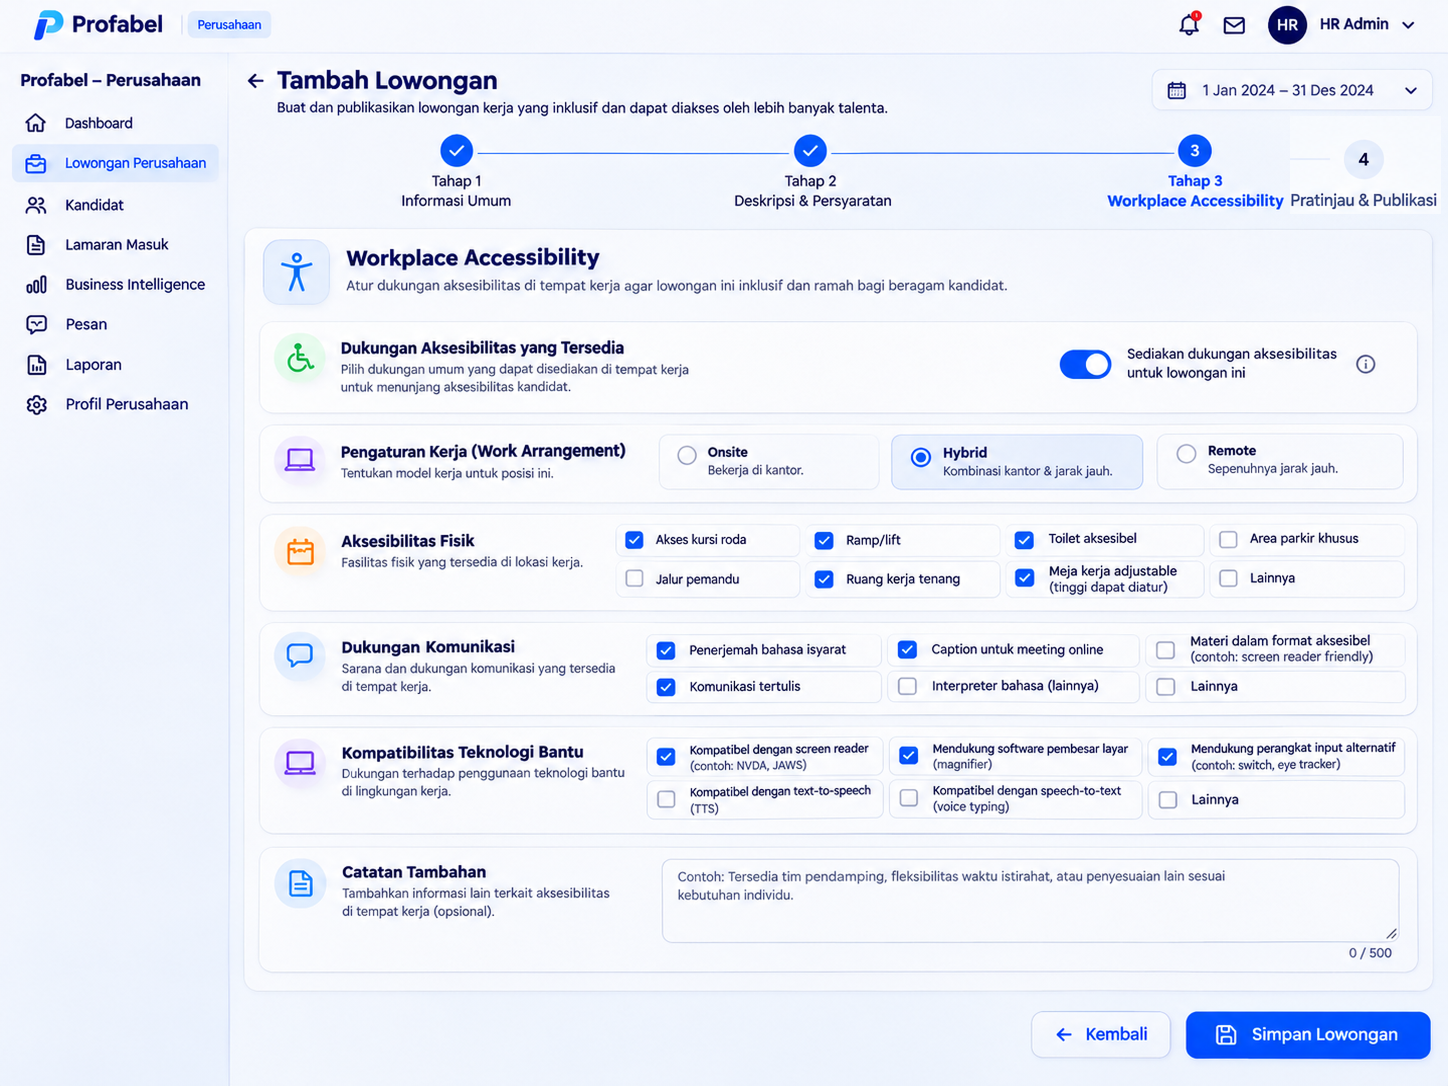 Profabel
Perusahaan
HR
HR Admin
Profabel – Perusahaan
Dashboard
Lowongan Perusahaan
Kandidat
Lamaran Masuk
Business Intelligence
Pesan
Laporan
Profil Perusahaan
Tambah Lowongan
Buat dan publikasikan lowongan kerja yang inklusif dan dapat diakses oleh lebih banyak talenta.
1 Jan 2024 – 31 Des 2024
Tahap 1
Informasi Umum
Tahap 2
Deskripsi & Persyaratan
3
Tahap 3
Workplace Accessibility
4
Pratinjau & Publikasi
Workplace Accessibility
Atur dukungan aksesibilitas di tempat kerja agar lowongan ini inklusif dan ramah bagi beragam kandidat.
Dukungan Aksesibilitas yang Tersedia
Pilih dukungan umum yang dapat disediakan di tempat kerja
untuk menunjang aksesibilitas kandidat.
Sediakan dukungan aksesibilitas
untuk lowongan ini
Pengaturan Kerja (Work Arrangement)
Tentukan model kerja untuk posisi ini.
Onsite
Bekerja di kantor.
Hybrid
Kombinasi kantor & jarak jauh.
Remote
Sepenuhnya jarak jauh.
Aksesibilitas Fisik
Fasilitas fisik yang tersedia di lokasi kerja.
Akses kursi roda
Ramp/lift
Toilet aksesibel
Area parkir khusus
Jalur pemandu
Ruang kerja tenang
Meja kerja adjustable
(tinggi dapat diatur)
Lainnya
Dukungan Komunikasi
Sarana dan dukungan komunikasi yang tersedia
di tempat kerja.
Penerjemah bahasa isyarat
Caption untuk meeting online
Materi dalam format aksesibel
(contoh: screen reader friendly)
Komunikasi tertulis
Interpreter bahasa (lainnya)
Lainnya
Kompatibilitas Teknologi Bantu
Dukungan terhadap penggunaan teknologi bantu
di lingkungan kerja.
Kompatibel dengan screen reader
(contoh: NVDA, JAWS)
Mendukung software pembesar layar
(magnifier)
Mendukung perangkat input alternatif
(contoh: switch, eye tracker)
Kompatibel dengan text-to-speech
(TTS)
Kompatibel dengan speech-to-text
(voice typing)
Lainnya
Catatan Tambahan
Tambahkan informasi lain terkait aksesibilitas
di tempat kerja (opsional).
Contoh: Tersedia tim pendamping, fleksibilitas waktu istirahat, atau penyesuaian lain sesuai
kebutuhan individu.
0 / 500
Kembali
Simpan Lowongan